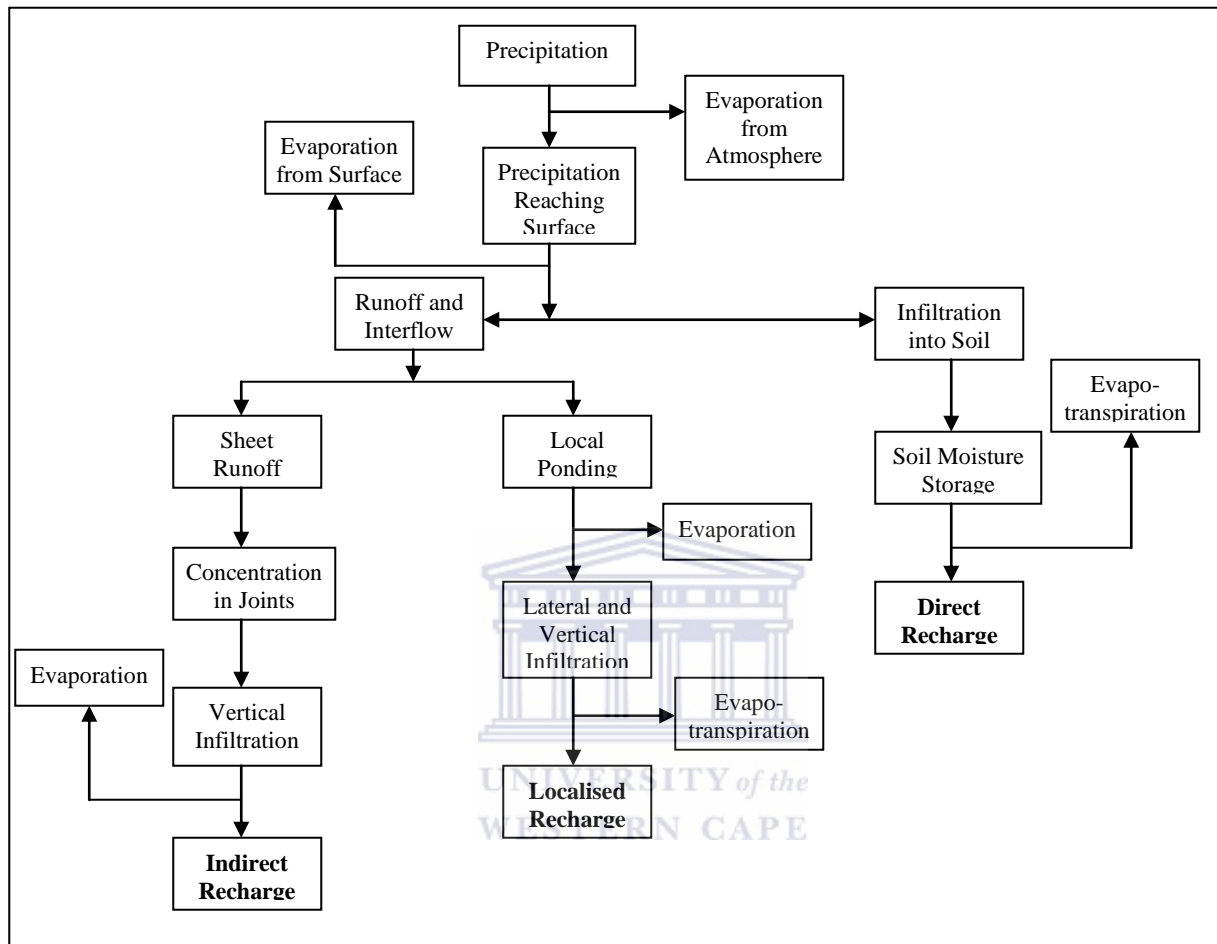 Precipitation
Evaporation
from
Atmosphere
Evaporation
from Surface
Precipitation
Reaching
Surface
Runoff and
Interflow
Infiltration
into Soil
Evapo-
transpiration
Sheet
Runoff
Local
Ponding
Soil Moisture
Storage
Evaporation
Concentration
in Joints
Lateral and
Vertical
Infiltration
Direct
Recharge
Evaporation
Vertical
Infiltration
Evapo-
transpiration
UNIVERSITY of the
WESTERN CAPE
Localised
Recharge
Indirect
Recharge